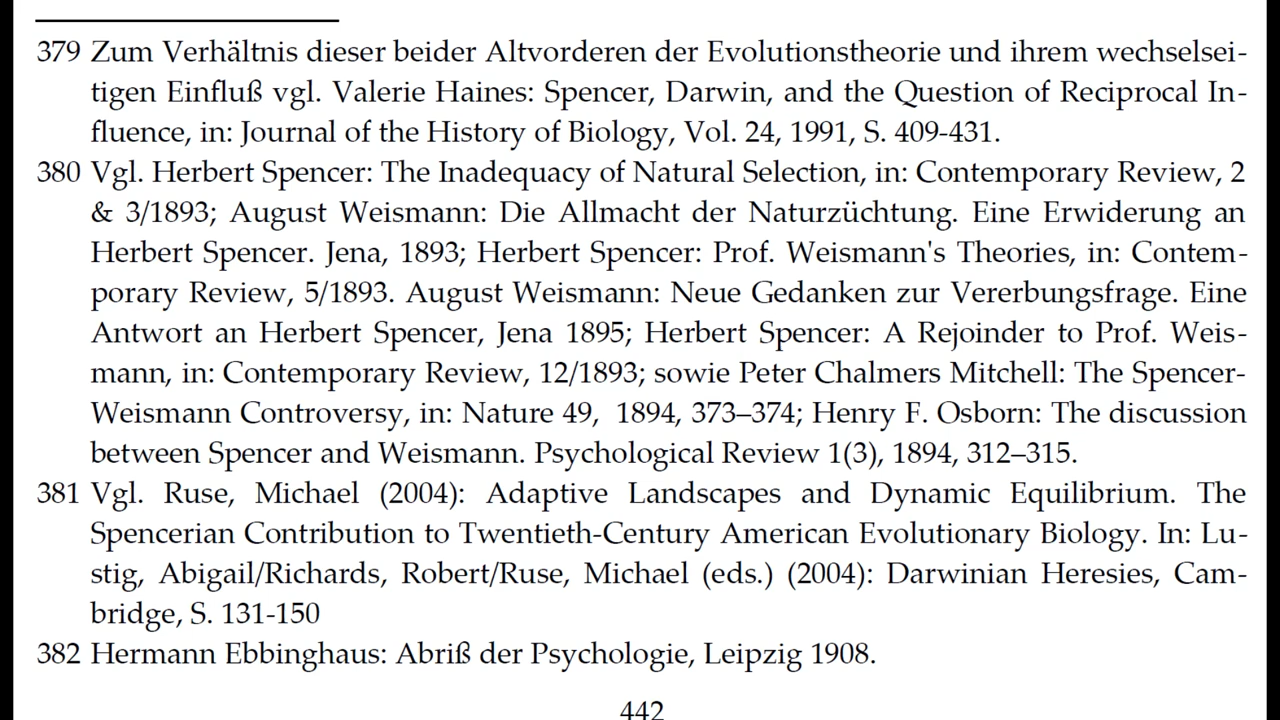 379 Zum Verhältnis dieser beider Altvorderen der Evolutionstheorie und ihrem wechselsei-
tigen Einfluß vgl. Valerie Haines: Spencer, Darwin, and the Question of Reciprocal In-
fluence, in: Journal of the History of Biology, Vol. 24, 1991, S. 409-431.
380 Vgl. Herbert Spencer: The Inadequacy of Natural Selection, in: Contemporary Review, 2
& 3/1893; August Weismann: Die Allmacht der Naturzüchtung. Eine Erwiderung an
Herbert Spencer. Jena, 1893; Herbert Spencer: Prof. Weismann's Theories, in: Contem-
porary Review, 5/1893. August Weismann: Neue Gedanken zur Vererbungsfrage. Eine
Antwort an Herbert Spencer, Jena 1895; Herbert Spencer: A Rejoinder to Prof. Weis-
mann, in: Contemporary Review, 12/1893; sowie Peter Chalmers Mitchell: The Spencer-
Weismann Controversy, in: Nature 49, 1894, 373–374; Henry F. Osborn: The discussion
between Spencer and Weismann. Psychological Review 1(3), 1894, 312–315.
381 Vgl. Ruse, Michael (2004): Adaptive Landscapes and Dynamic Equilibrium. The
Spencerian Contribution to Twentieth-Century American Evolutionary Biology. In: Lu-
stig, Abigail/Richards, Robert/Ruse, Michael (eds.) (2004): Darwinian Heresies, Cam-
bridge, S. 131-150
382 Hermann Ebbinghaus: Abriß der Psychologie, Leipzig 1908.
442